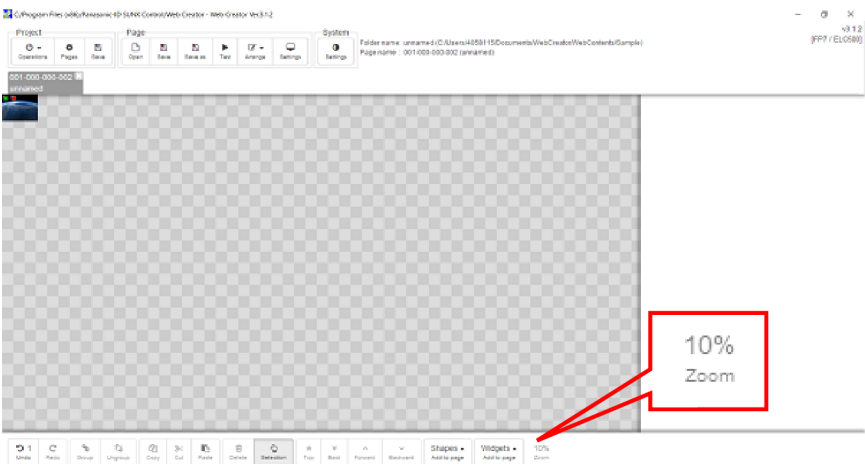 C:/Program Files (x86)/Panasonic-ID SUNX Control/Web Creator - Web Creator Ver.3.1.2
v3.1.2
[FP7 / ELC500]
Project
Page
System
Operations
Pages
Save
Open
Save
Save as
Test
Arrange
Settings
Settings
Folder name: unnamed (C:/Users/4059115/Documents/WebCreatorWebContents/Sample)
Page name : 001-000-000-002 (unnamed)
001-000-000-002
unnamed
10%
Zoom
1
Undo
Redo
Group
Ungroup
Copy
Cut
Paste
Delete
Selection
Top
Back
Forward
Backward
Shapes
Add to page
Widgets
Add to page
10%
Zoom